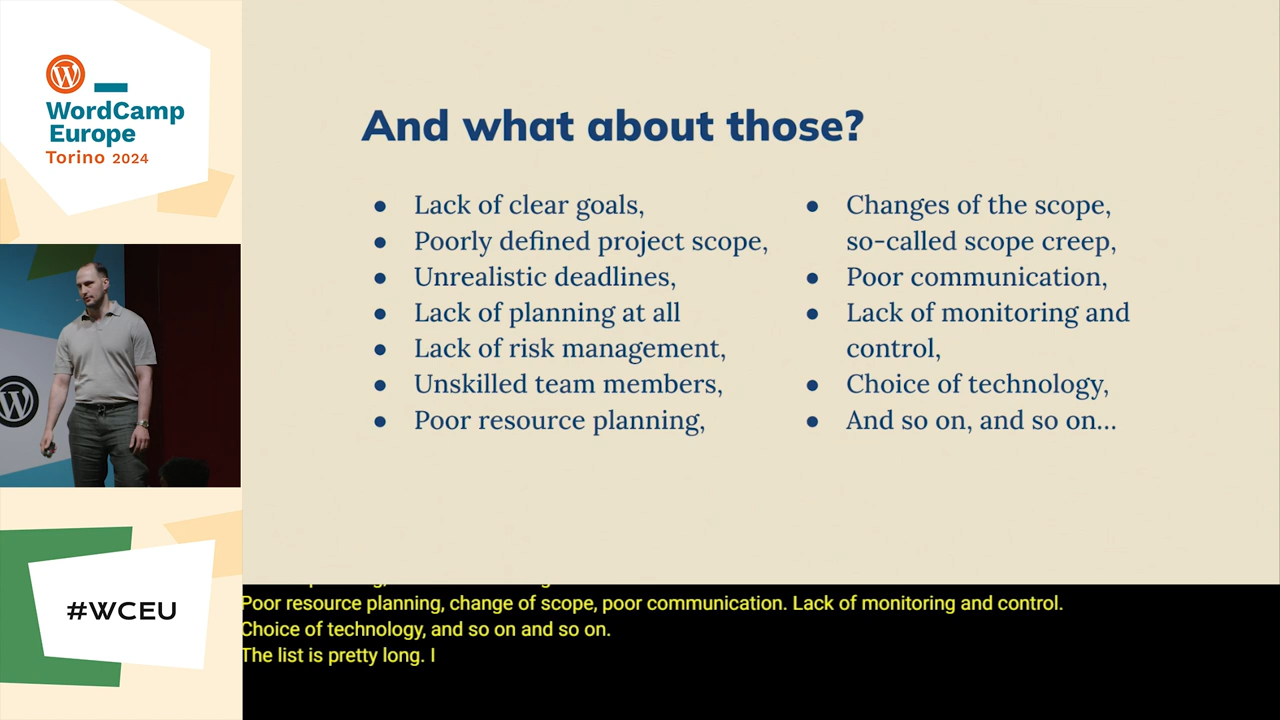 WordCamp
Europe
Torino 2024
And what about those?
● Lack of clear goals,
● Poorly defined project scope,
● Unrealistic deadlines,
● Lack of planning at all
● Lack of risk management,
● Unskilled team members,
● Poor resource planning,
● Changes of the scope,
so-called scope creep,
● Poor communication,
● Lack of monitoring and
control,
● Choice of technology,
● And so on, and so on...
#WCEU
Poor resource planning, change of scope, poor communication. Lack of monitoring and control.
Choice of technology, and so on and so on.
The list is pretty long. I